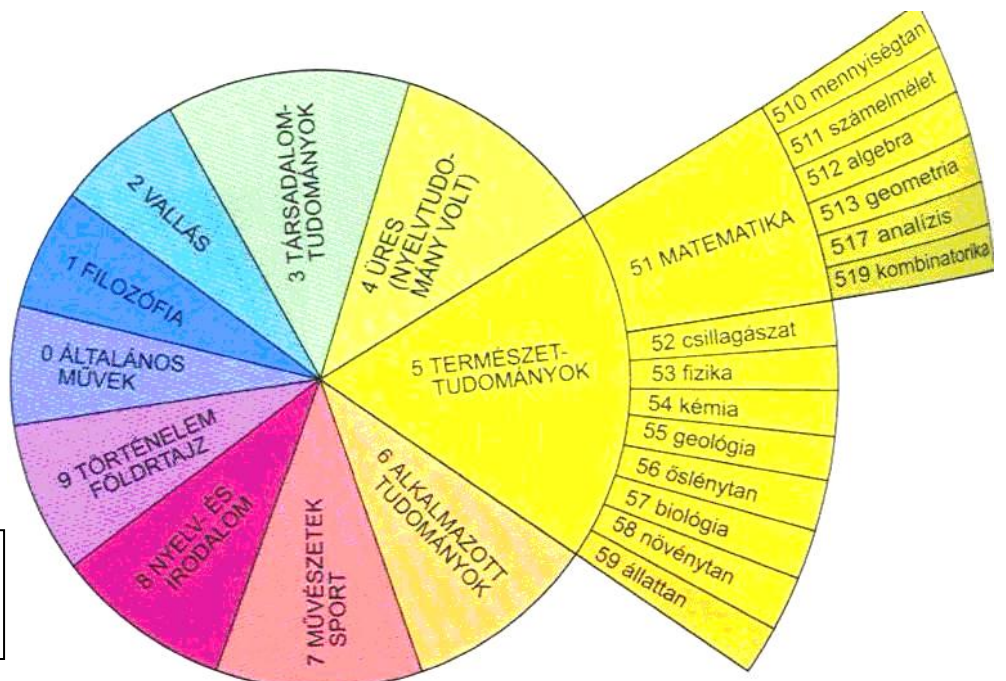 0 ÁLTALÁNOS
MŰVEK
1 FILOZÓFIA
2 VALLÁS
3 TÁRSADALOM-
TUDOMÁNYOK
4 ÜRES
(NYELVTUDO-
MÁNY VOLT)
5 TERMÉSZET-
TUDOMÁNYOK
6 ALKALMAZOTT
TUDOMÁNYOK
7 MŰVÉSZETEK
SPORT
8 NYELV- ÉS
IRODALOM
9 TÖRTÉNELEM
FÖLDRTAJZ
51 MATEMATIKA
510 mennyiségtan
511 számelmélet
512 algebra
513 geometria
517 analízis
519 kombinatorika
52 csillagászat
53 fizika
54 kémia
55 geológia
56 őslénytan
57 biológia
58 növénytan
59 állattan